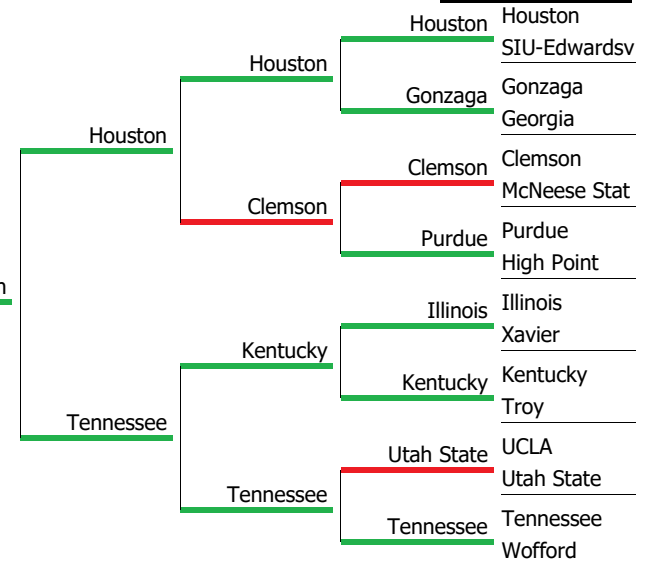 Houston
SIU-Edwardsv
Gonzaga
Georgia
Clemson
McNeese Stat
Purdue
High Point
Illinois
Xavier
Kentucky
Troy
UCLA
Utah State
Tennessee
Wofford
Houston
Gonzaga
Clemson
Purdue
Illinois
Kentucky
Utah State
Tennessee
Houston
Clemson
Kentucky
Tennessee
Houston
Tennessee
n